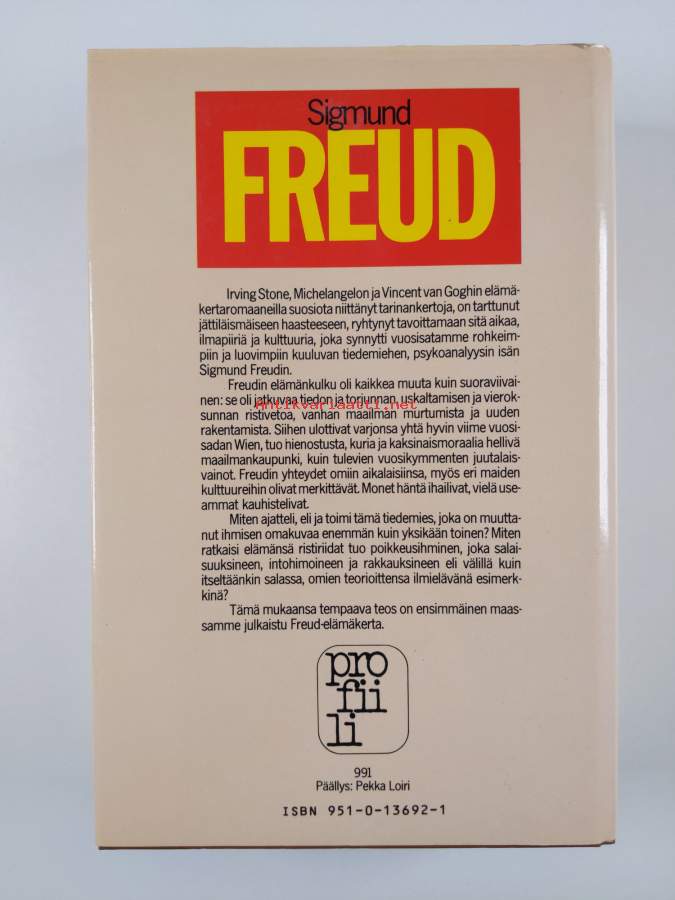 Sigmund
FREUD
Irving Stone, Michelangelon ja Vincent van Goghin elämä-
kertaromaaneilla suosiota niittänyt tarinankertoja, on tarttunut
jättiläismäiseen haasteeseen, ryhtynyt tavoittamaan sitä aikaa,
ilmapiiriä ja kulttuuria, joka synnytti vuosisatamme rohkeim-
piin ja luovimpiin kuuluvan tiedemiehen, psykoanalyysin isän
Sigmund Freudin.
Freudin elämänkulku oli kaikkea muuta kuin suoraviivai-
nen: se oli jatkuvaa tiedon ja torjunnan, uskaltamisen ja vierok-
Antikvariaatti.net
sunnan ristivetoa, vanhan maailman murtumista ja uuden
rakentamista. Siihen ulottivat varjonsa yhtä hyvin viime vuosi-
sadan Wien, tuo hienostusta, kuria ja kaksinaismoraalia hellivä
maailmankaupunki, kuin tulevien vuosikymmenten juutalais-
vainot. Freudin yhteydet omiin aikalaisiinsa, myös eri maiden
kulttuureihin olivat merkittävät. Monet häntä ihailivat, vielä use-
ammat kauhistelivat.
Miten ajatteli, eli ja toimi tämä tiedemies, joka on muutta-
nut ihmisen omakuvaa enemmän kuin yksikään toinen? Miten
ratkaisi elämänsä ristiriidat tuo poikkeusihminen, joka salai-
suuksineen, intohimoineen ja rakkauksineen eli välillä kuin
itseltäänkin salassa, omien teorioittensa ilmielävänä esimerk-
kinä?
Tämä mukaansa tempaava teos on ensimmäinen maas-
samme julkaistu Freud-elämäkerta.
pro
fii
li
991
Päällys: Pekka Loiri
ISBN 951-0-13692-1